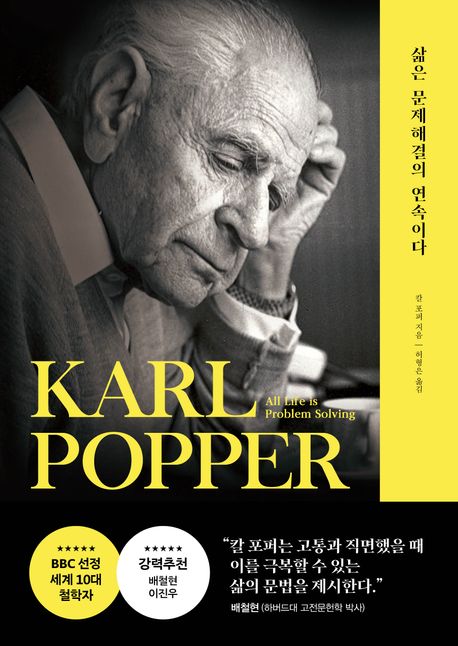 삶은 문제해결의 연속이다
칼 포퍼 지음 | 허형은 옮김
KARL
All Life is
Problem Solving
POPPER
★★★★★
BBC 선정
세계 10대
철학자
★★★★★
강력추천
배철현
이진우
“칼 포퍼는 고통과 직면했을 때
이를 극복할 수 있는
삶의 문법을 제시한다.”
배철현 (하버드대 고전문헌학 박사)